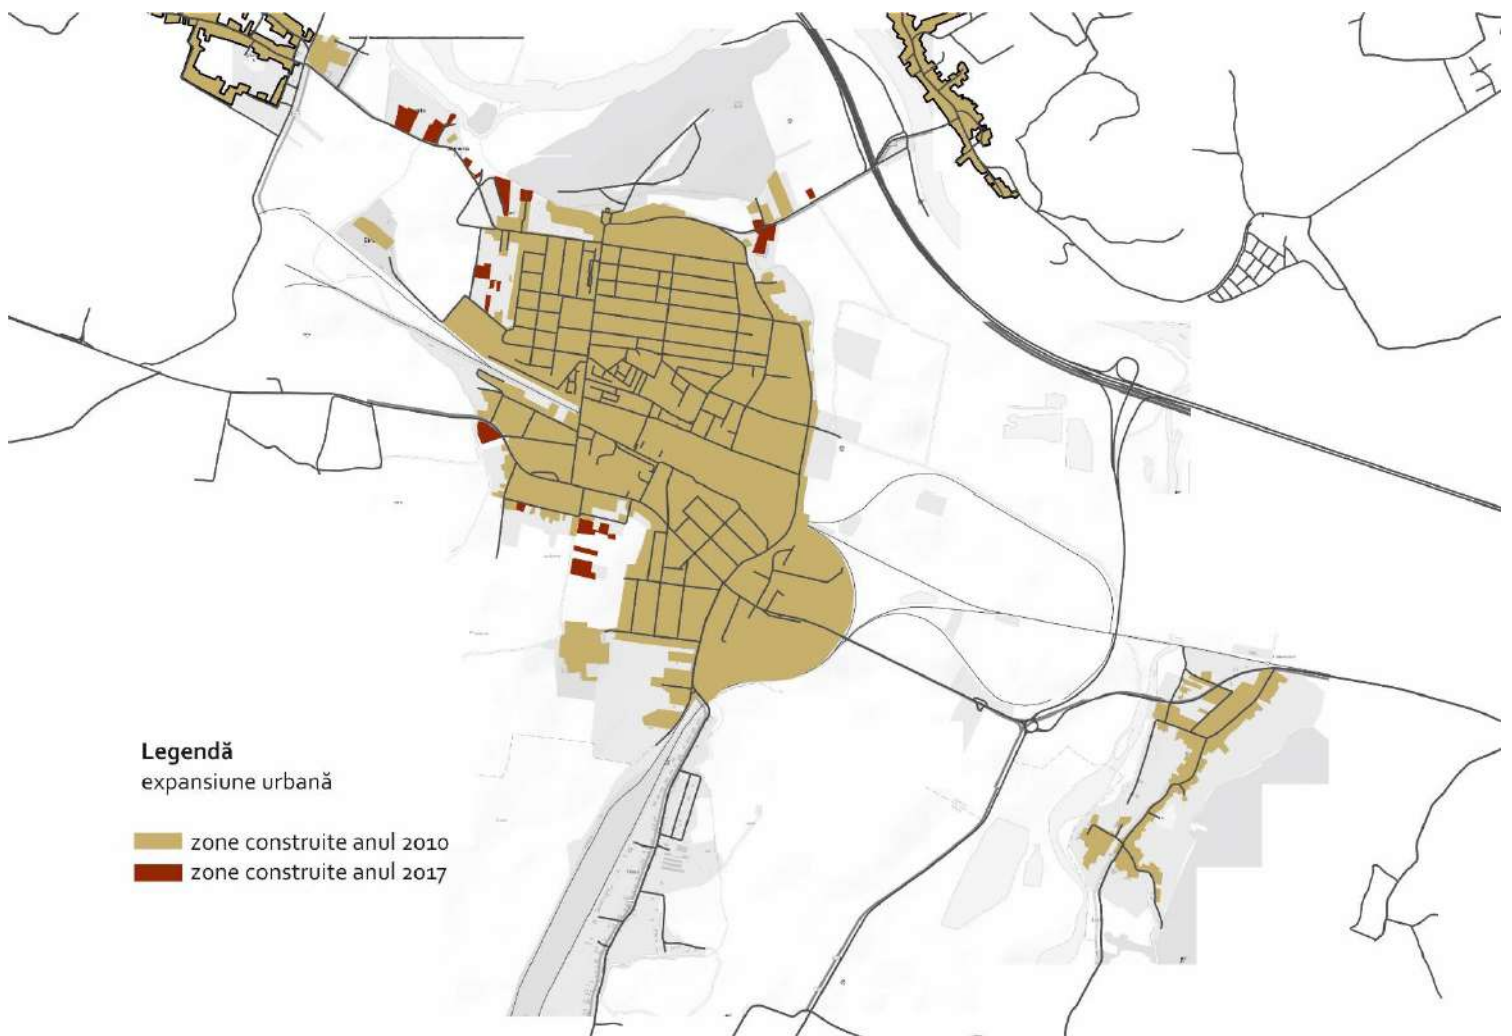 Legendă
expansiune urbană
zone construite anul 2010
zone construite anul 2017